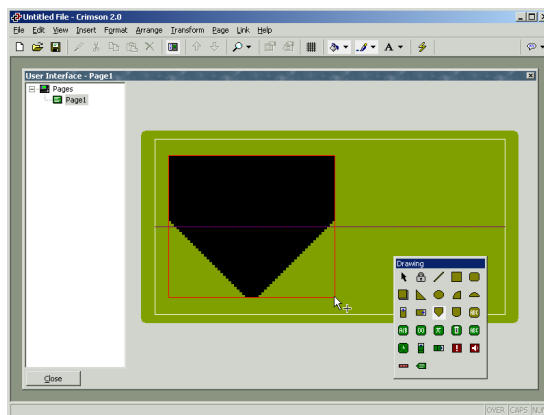 Untitled File - Crimson 2.0
File Edit View Insert Format Arrange Transform Page Link Help
A
User Interface - Page1
Pages
Page1
Drawing
Close
OVER CAPS NUM